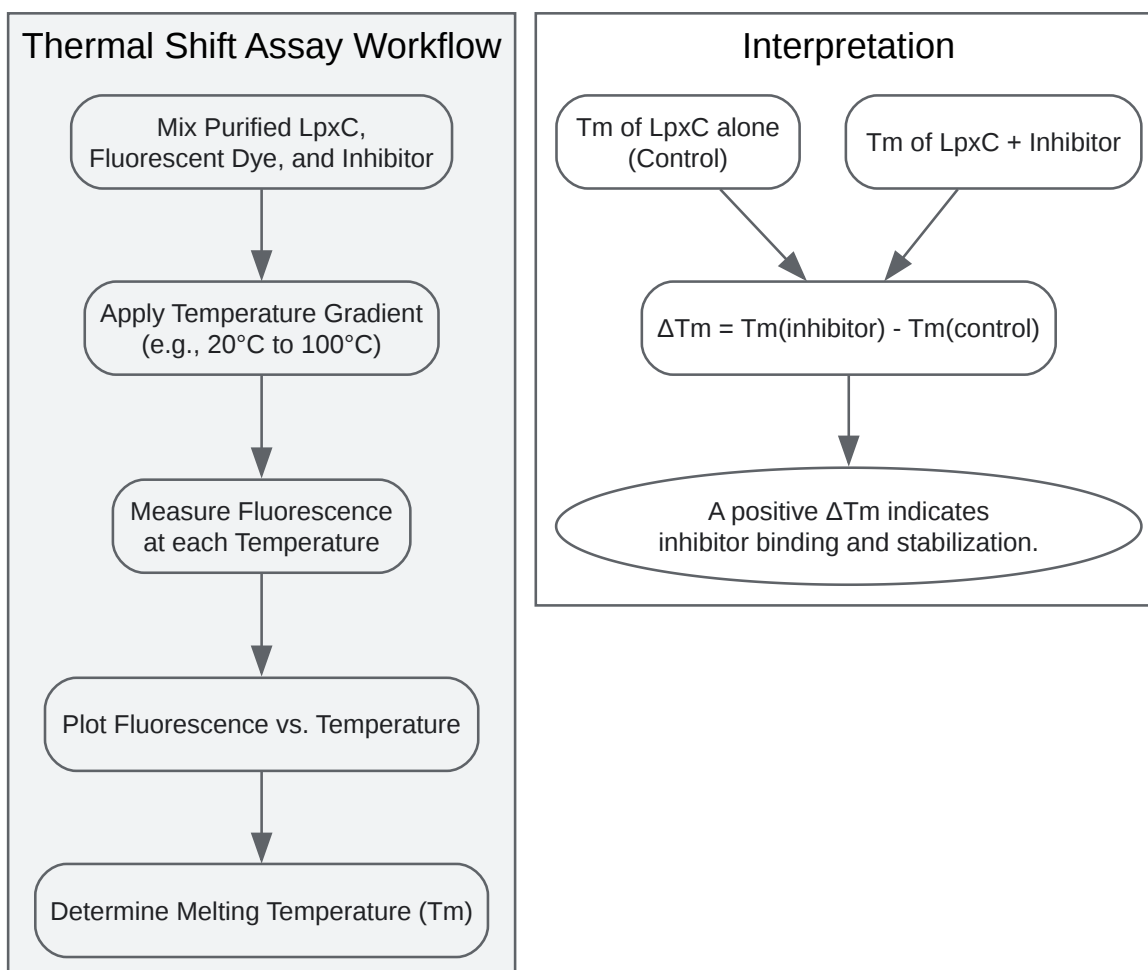 Thermal Shift Assay Workflow
Mix Purified LpxC,
Fluorescent Dye, and Inhibitor
Apply Temperature Gradient
(e.g., 20°C to 100°C)
Measure Fluorescence
at each Temperature
Plot Fluorescence vs. Temperature
Determine Melting Temperature (Tm)
Interpretation
Tm of LpxC alone
(Control)
Tm of LpxC + Inhibitor
ΔTm = Tm(inhibitor) - Tm(control)
A positive ΔTm indicates
inhibitor binding and stabilization.